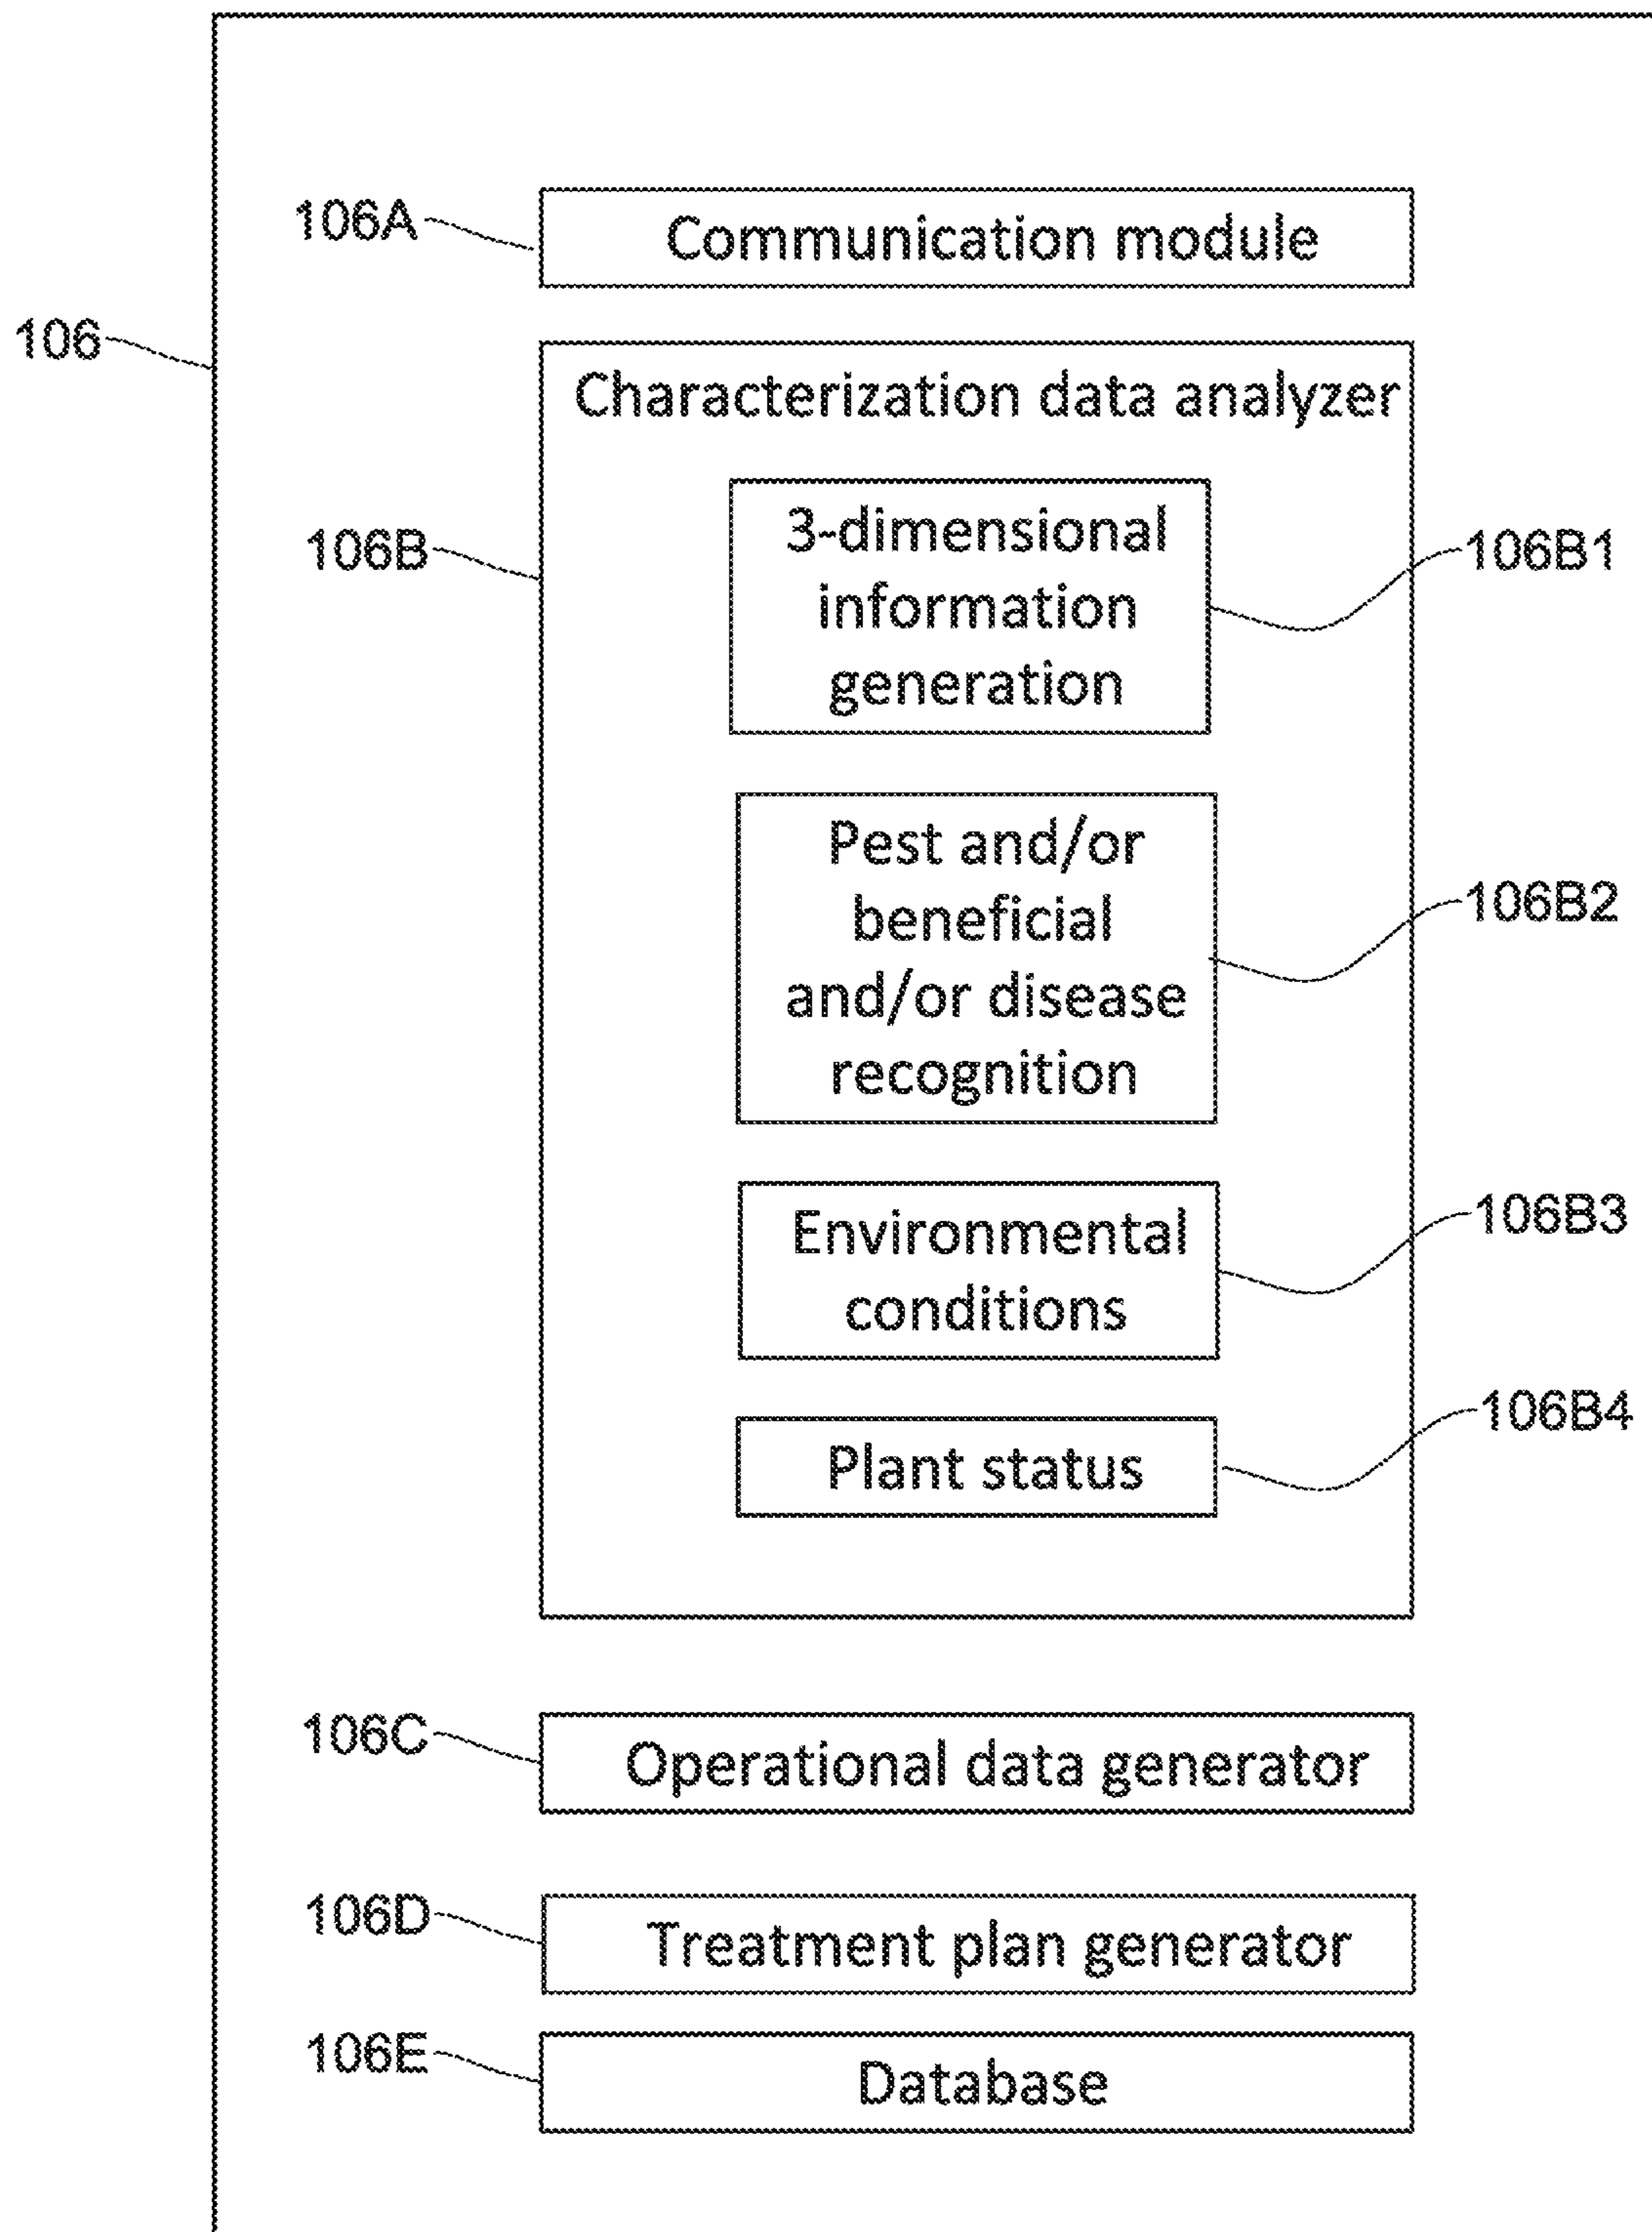 106A
Communication module
106
Characterization data analyzer
106B
3-dimensional
information
generation
106B1
Pest and/or
beneficial
and/or disease
recognition
106B2
Environmental
conditions
106B3
Plant status
106B4
106C
Operational data generator
106D
Treatment plan generator
106E
Database